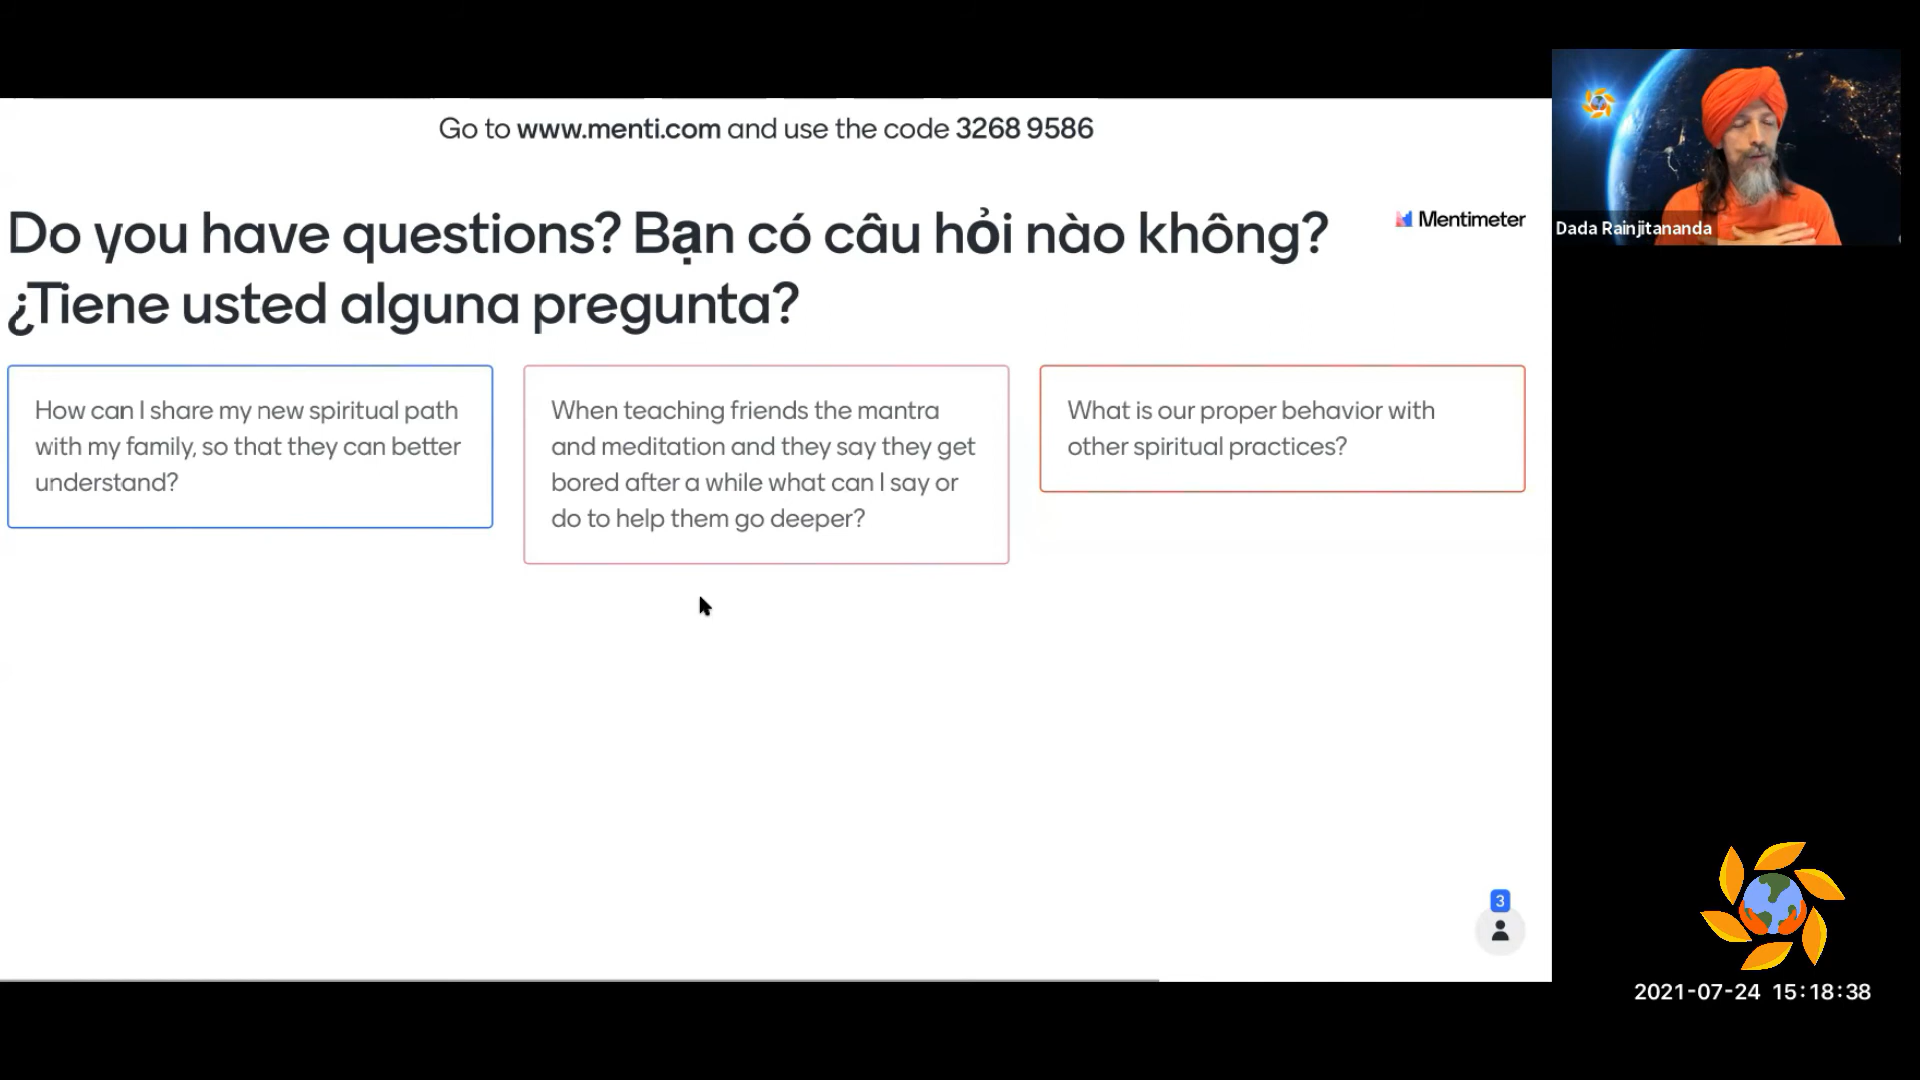 Go to www.menti.com and use the code 3268 9586
Do you have questions? Bạn có câu hỏi nào không?
¿Tiene usted alguna pregunta?
Mentimeter
How can I share my new spiritual path
with my family, so that they can better
understand?
When teaching friends the mantra
and meditation and they say they get
bored after a while what can I say or
do to help them go deeper?
What is our proper behavior with
other spiritual practices?
3
Dada Rainjitananda
2021-07-24 15:18:38